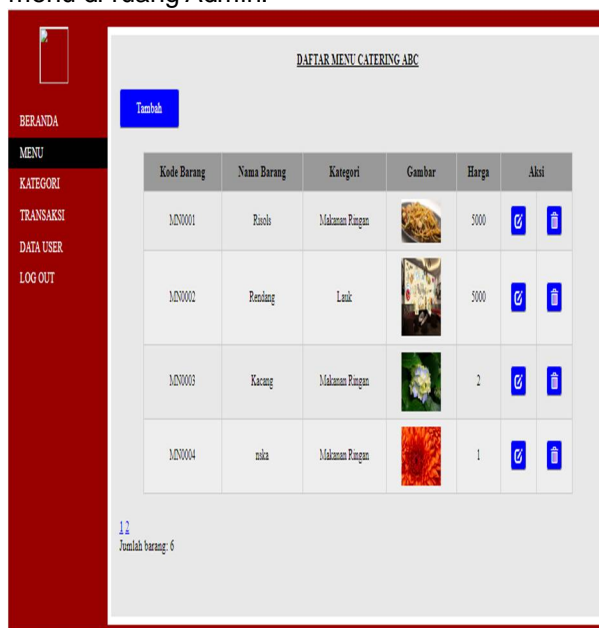 menu di ruang Admin.
DAFTAR MENU CATERING ABC
BERANDA
MENU
KATEGORI
TRANSAKSI
DATA USER
LOG OUT
Tambah
Kode Barang Nama Barang Kategori Gambar Harga Aksi
MN0001 Risols Makanan Ringan 5000
MN0002 Rendang Lauk 5000
MN0003 Kacang Makanan Ringan 2
MN0004 nska Makanan Ringan 1
1 2
Jumlah barang: 6